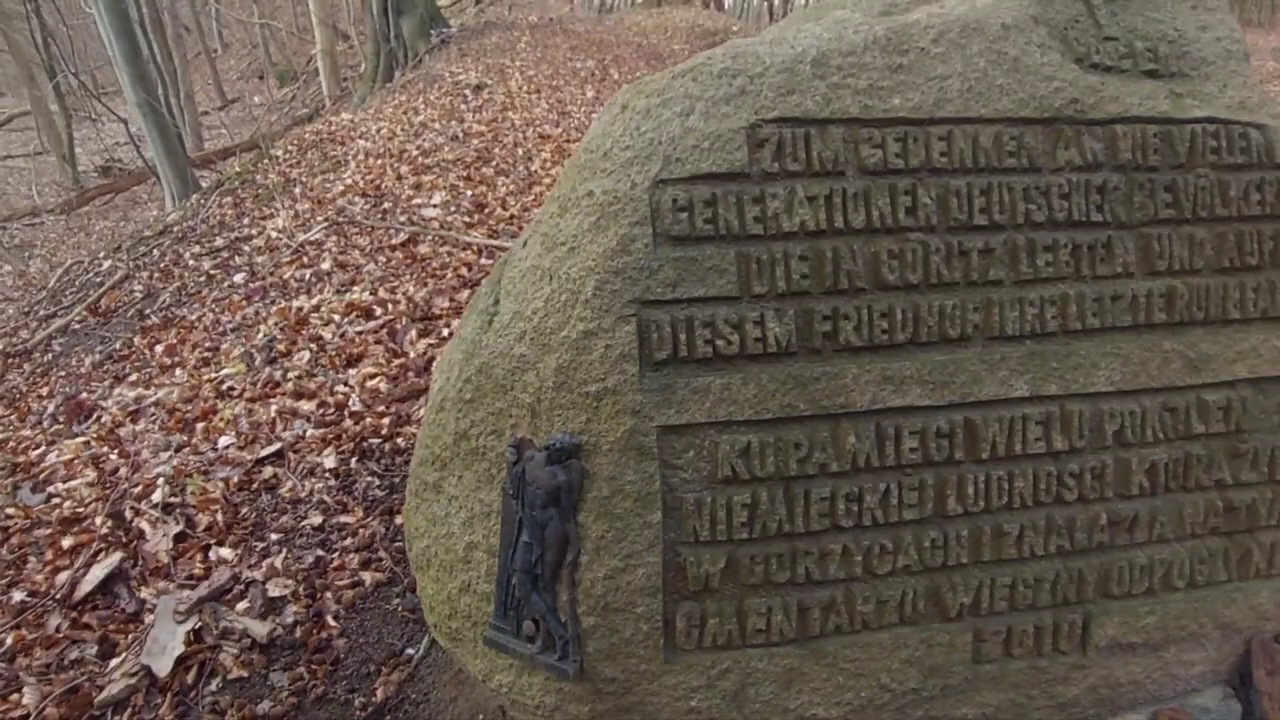 ZUM GEDENKEN AN DIE VIELEN
GENERATIONEN DEUTSCHER BEVÖLKER
DIE IN GÖRITZ LEBTEN UND AUF
DIESEM FRIEDHOF IHRE LETZTE RUHE FA
KU PAMIĘCI WIELU POKOLEŃ
NIEMIECKIEJ LUDNOŚCI KTÓRA ŻY
W GÓRZYCACH I ZNALAZŁA NA TY
CMENTARZU WIECZNY ODPOCZYNE
2010